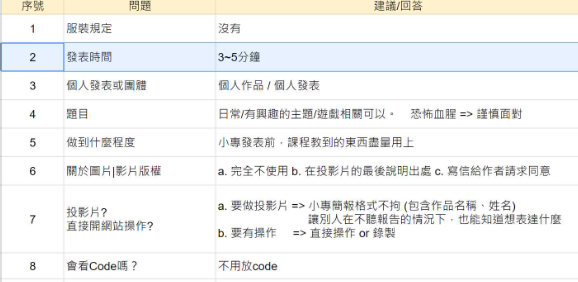 序號 問題 建議/回答
1 服裝規定 沒有
2 發表時間 3~5分鐘
3 個人發表或團體 個人作品 / 個人發表
4 題目 日常/有興趣的主題/遊戲相關可以。 恐怖血腥 => 謹慎面對
5 做到什麼程度 小專發表前，課程教到的東西盡量用上
6 關於圖片|影片版權 a. 完全不使用 b. 在投影片的最後說明出處 c. 寫信給作者請求同意
7 投影片?
直接開網站操作? a. 要做投影片 => 小專簡報格式不拘 (包含作品名稱、姓名)
讓別人在不聽報告的情況下，也能知道想表達什麼
b. 要有操作 => 直接操作 or 錄製
8 會看Code嗎？ 不用放code